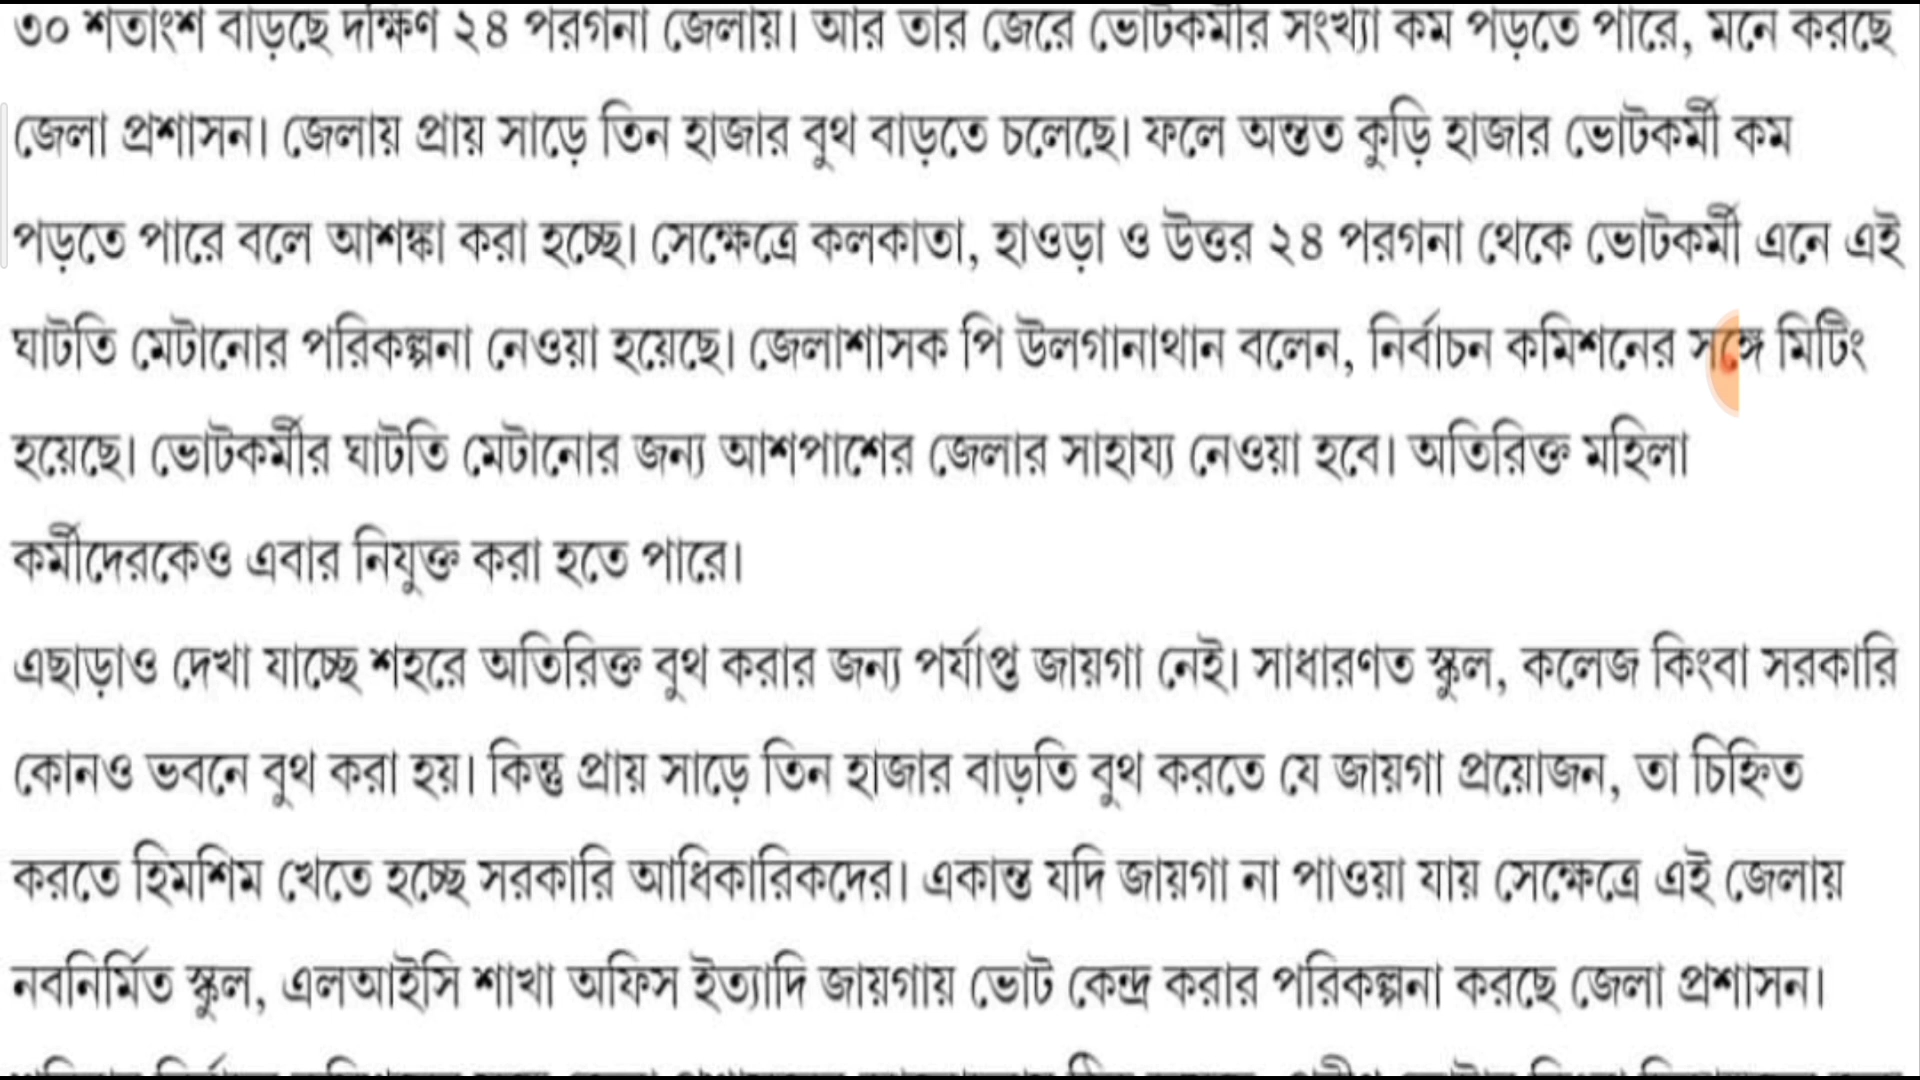 ৩০ শতাংশ বাড়ছে দক্ষিণ ২৪ পরগনা জেলায়। আর তার জেরে ভোটকর্মীর সংখ্যা কম পড়তে পারে, মনে করছে
জেলা প্রশাসন। জেলায় প্রায় সাড়ে তিন হাজার বুথ বাড়তে চলেছে। ফলে অন্তত কুড়ি হাজার ভোটকর্মী কম
পড়তে পারে বলে আশঙ্কা করা হচ্ছে। সেক্ষেত্রে কলকাতা, হাওড়া ও উত্তর ২৪ পরগনা থেকে ভোটকর্মী এনে এই
ঘাটতি মেটানোর পরিকল্পনা নেওয়া হয়েছে। জেলাশাসক পি উলগানাথান বলেন, নির্বাচন কমিশনের সঙ্গে মিটিং
হয়েছে। ভোটকর্মীর ঘাটতি মেটানোর জন্য আশপাশের জেলার সাহায্য নেওয়া হবে। অতিরিক্ত মহিলা
কর্মীদেরকেও এবার নিযুক্ত করা হতে পারে।
এছাড়াও দেখা যাচ্ছে শহরে অতিরিক্ত বুথ করার জন্য পর্যাপ্ত জায়গা নেই। সাধারণত স্কুল, কলেজ কিংবা সরকারি
কোনও ভবনে বুথ করা হয়। কিন্তু প্রায় সাড়ে তিন হাজার বাড়তি বুথ করতে যে জায়গা প্রয়োজন, তা চিহ্নিত
করতে হিমশিম খেতে হচ্ছে সরকারি আধিকারিকদের। একান্ত যদি জায়গা না পাওয়া যায় সেক্ষেত্রে এই জেলায়
নবনির্মিত স্কুল, এলআইসি শাখা অফিস ইত্যাদি জায়গায় ভোট কেন্দ্র করার পরিকল্পনা করছে জেলা প্রশাসন।